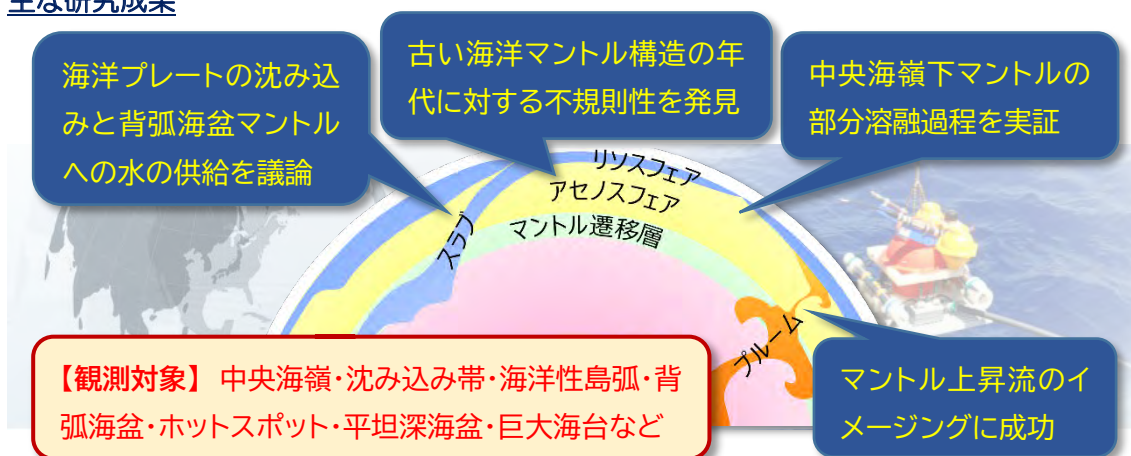 主な研究成果
海洋プレートの沈み込
みと背弧海盆マントル
への水の供給を議論
古い海洋マントル構造の年
代に対する不規則性を発見
中央海嶺下マントルの
部分溶融過程を実証
リソスフェア
アセノスフェア
マントル遷移層
スラブ
プルーム
【観測対象】 中央海嶺・沈み込み帯・海洋性島弧・背
弧海盆・ホットスポット・平坦深海盆・巨大海台など
マントル上昇流のイ
メージングに成功